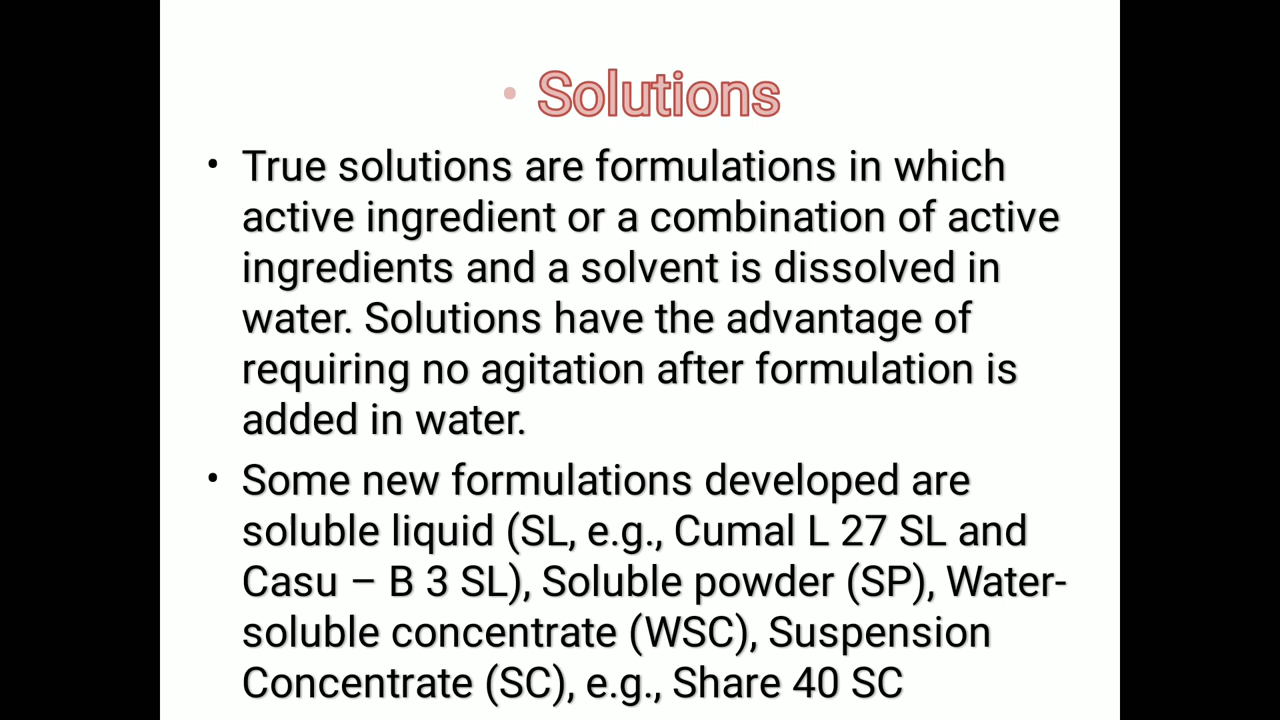 • Solutions
• True solutions are formulations in which
active ingredient or a combination of active
ingredients and a solvent is dissolved in
water. Solutions have the advantage of
requiring no agitation after formulation is
added in water.
• Some new formulations developed are
soluble liquid (SL, e.g., Cumal L 27 SL and
Casu – B 3 SL), Soluble powder (SP), Water-
soluble concentrate (WSC), Suspension
Concentrate (SC), e.g., Share 40 SC